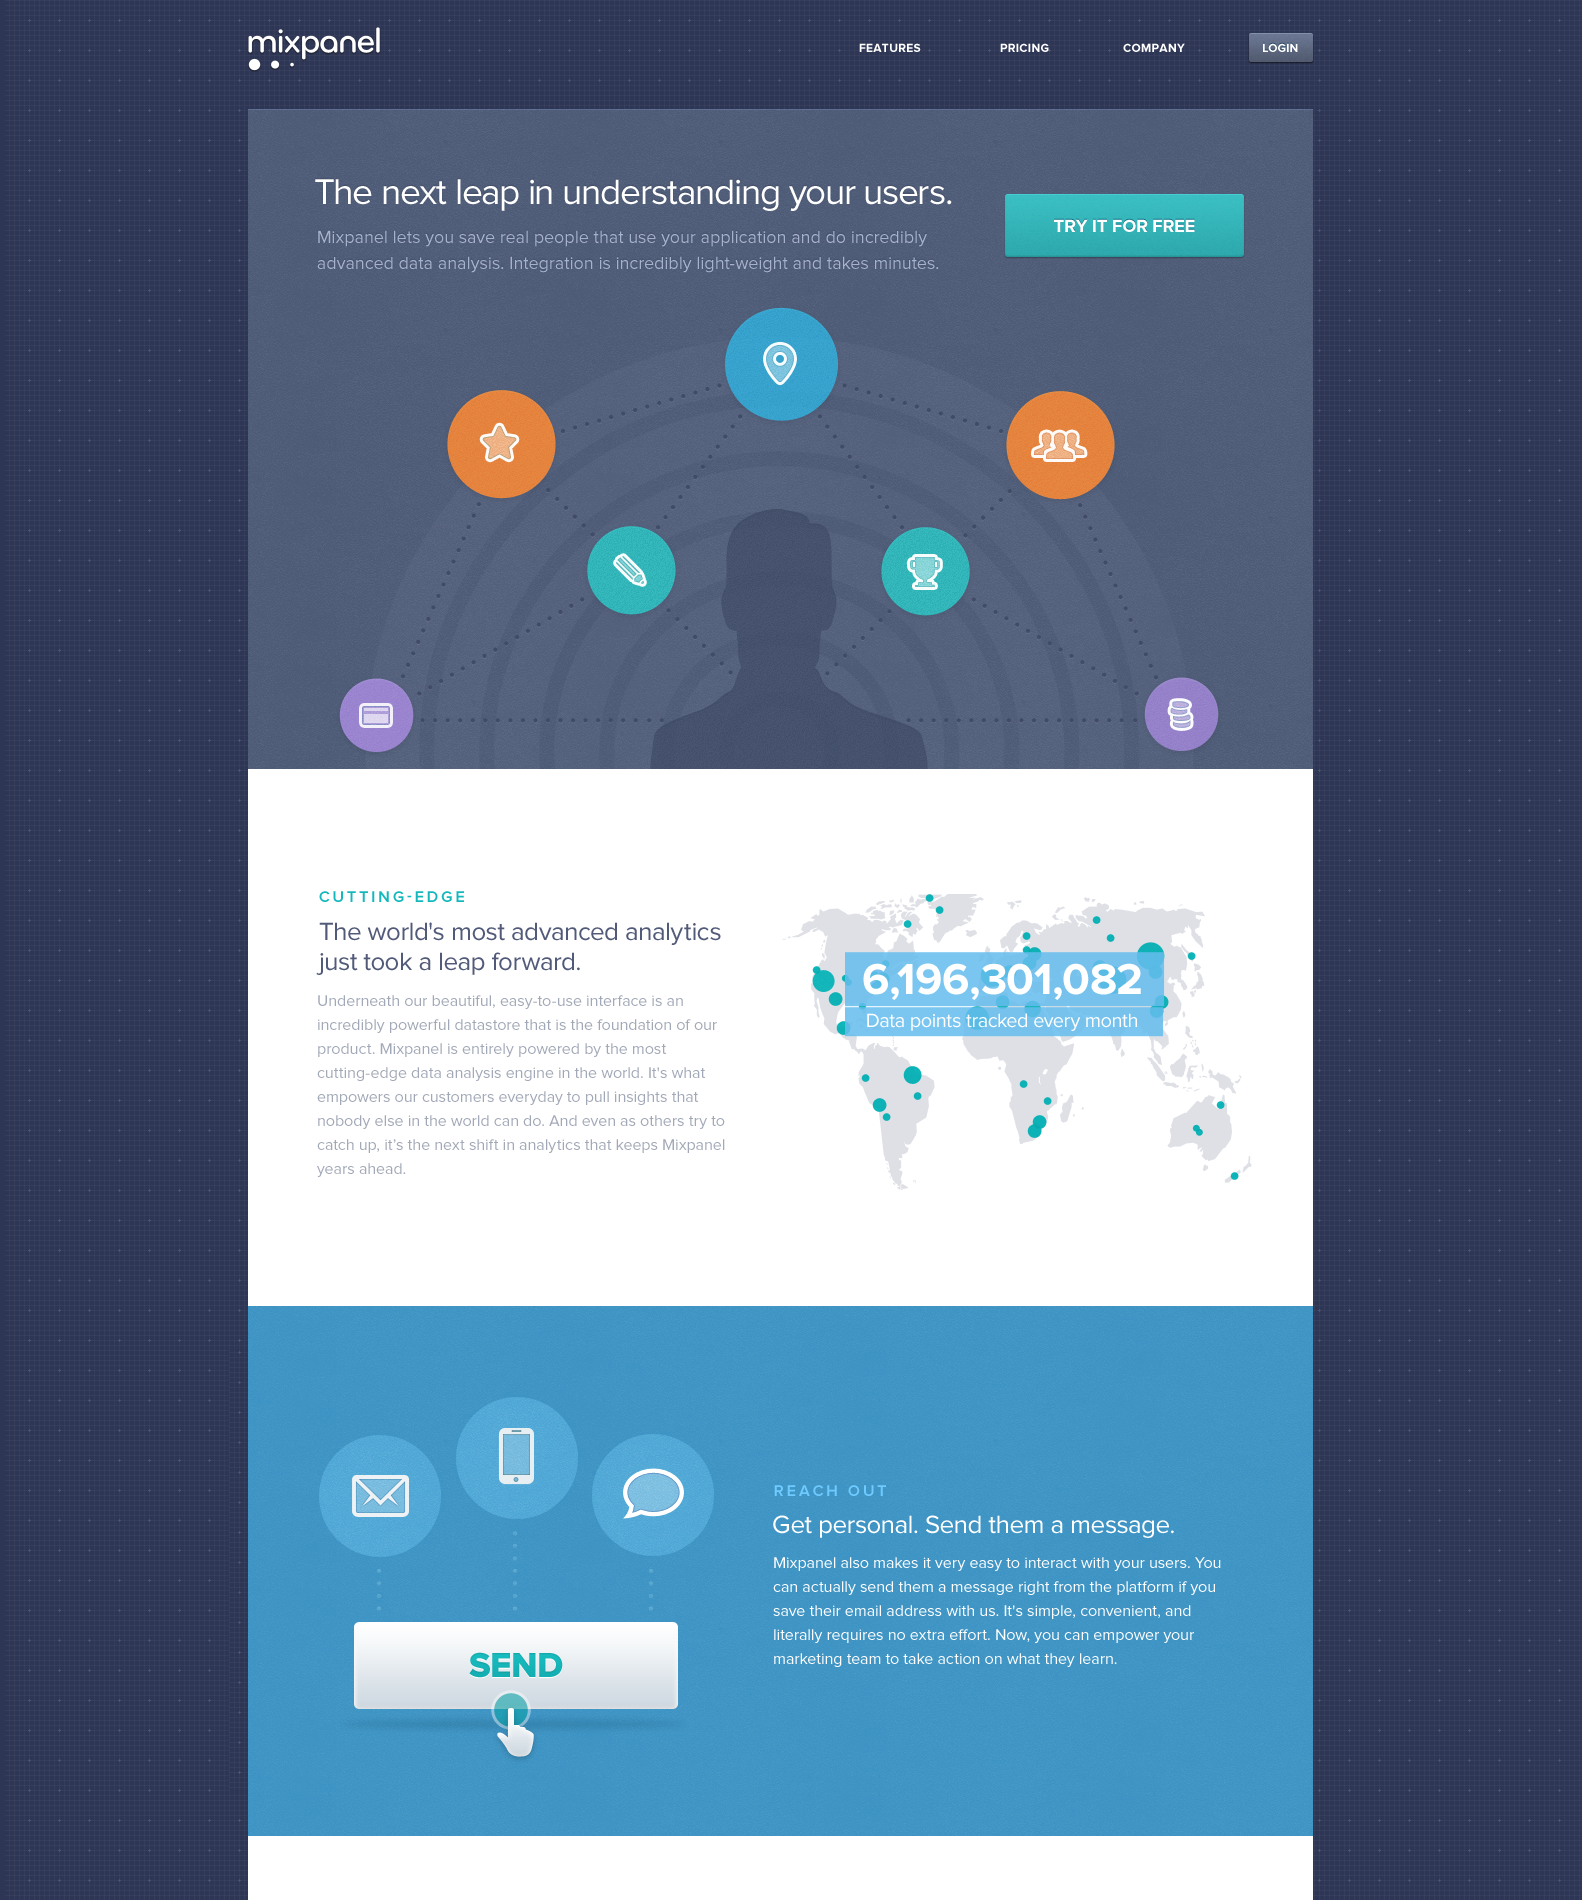 mixpanel
FEATURES
PRICING
COMPANY
LOGIN
The next leap in understanding your users.
Mixpanel lets you save real people that use your application and do incredibly
advanced data analysis. Integration is incredibly light-weight and takes minutes.
TRY IT FOR FREE
CUTTING-EDGE
The world's most advanced analytics
just took a leap forward.
Underneath our beautiful, easy-to-use interface is an
incredibly powerful datastore that is the foundation of our
product. Mixpanel is entirely powered by the most
cutting-edge data analysis engine in the world. It's what
empowers our customers everyday to pull insights that
nobody else in the world can do. And even as others try to
catch up, it’s the next shift in analytics that keeps Mixpanel
years ahead.
6,196,301,082
Data points tracked every month
SEND
REACH OUT
Get personal. Send them a message.
Mixpanel also makes it very easy to interact with your users. You
can actually send them a message right from the platform if you
save their email address with us. It's simple, convenient, and
literally requires no extra effort. Now, you can empower your
marketing team to take action on what they learn.